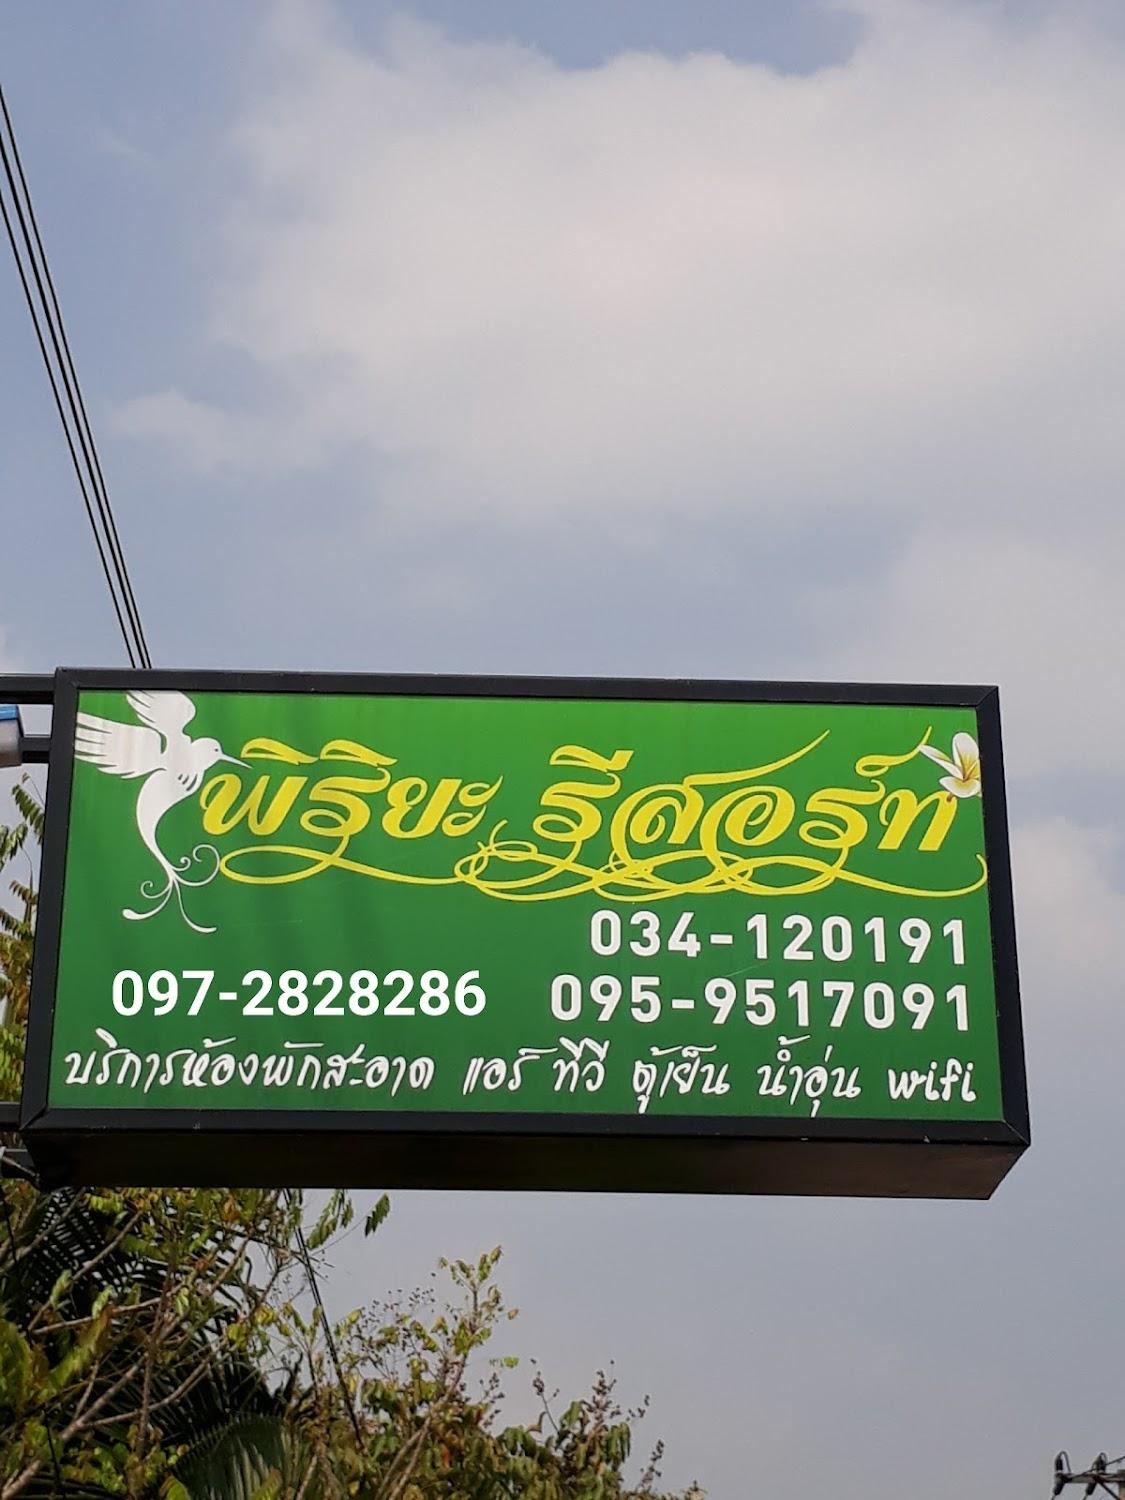 พิริยะ รีสอร์ท
034-120191
097-2828286 095-9517091
บริการห้องพักสะอาด แอร์ ทีวี ตู้เย็น น้ำอุ่น wifi